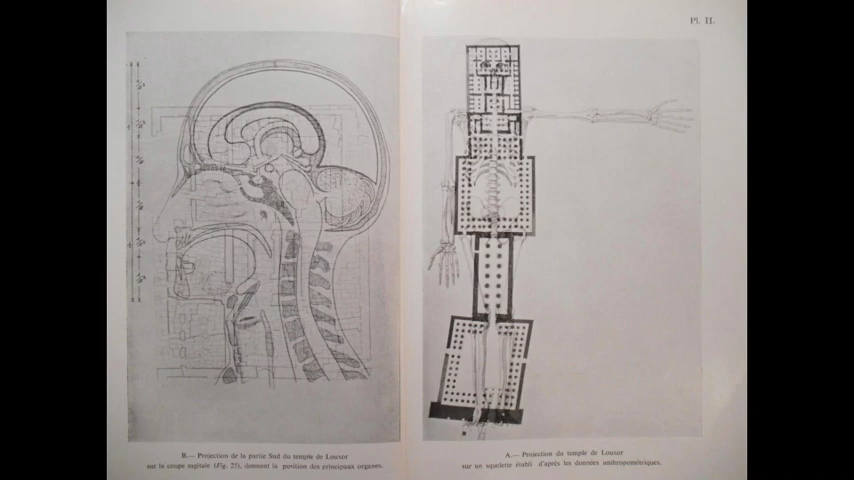 Pl. II.
B.— Projection de la partie Sud du temple de Louxor
sur la coupe sagitale (Fig. 25), donnant la position des principaux organes.
A.— Projection du temple de Louxor
sur un squelette établi d'après les données anthropométriques.